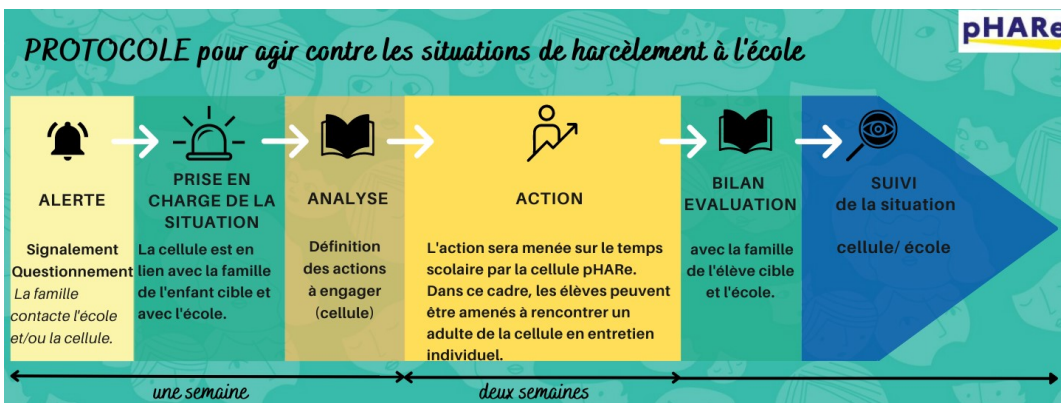 PROTOCOLE pour agir contre les situations de harcèlement à l'école
pHARe
ALERTE
Signalement
Questionnement
La famille
contacte l'école
et/ou la cellule.
PRISE EN
CHARGE DE LA
SITUATION
La cellule est en
lien avec la famille
de l'enfant cible et
avec l'école.
ANALYSE
Définition
des actions
à engager
(cellule)
ACTION
L'action sera menée sur le temps
scolaire par la cellule pHARe.
Dans ce cadre, les élèves peuvent
être amenés à rencontrer un
adulte de la cellule en entretien
individuel.
BILAN
EVALUATION
avec la famille
de l'élève cible
et l'école.
SUIVI
de la situation
cellule/ école
une semaine
deux semaines